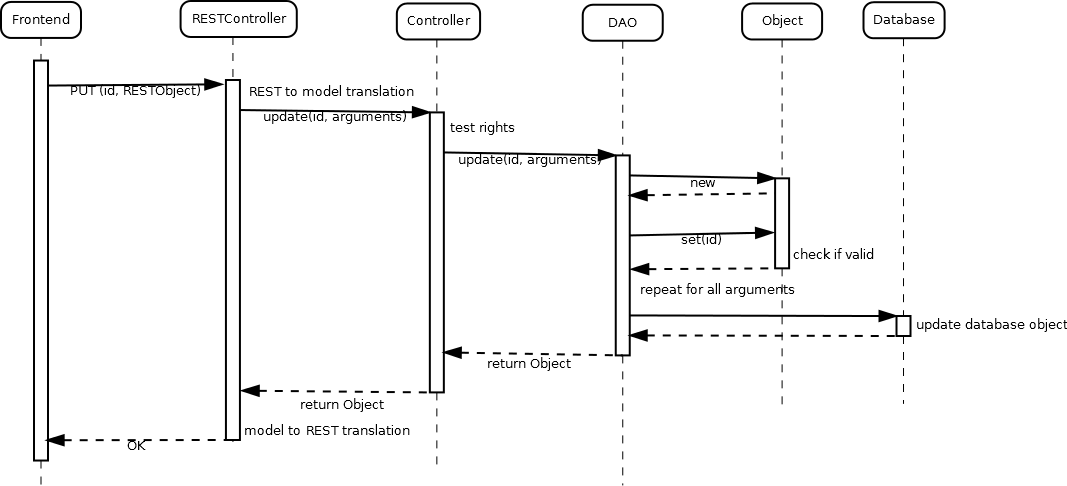 Frontend
RESTController
Controller
DAO
Object
Database
PUT (id, RESTObject)
REST to model translation
update(id, arguments)
test rights
update(id, arguments)
new
set(id)
check if valid
repeat for all arguments
update database object
return Object
return Object
model to REST translation
OK